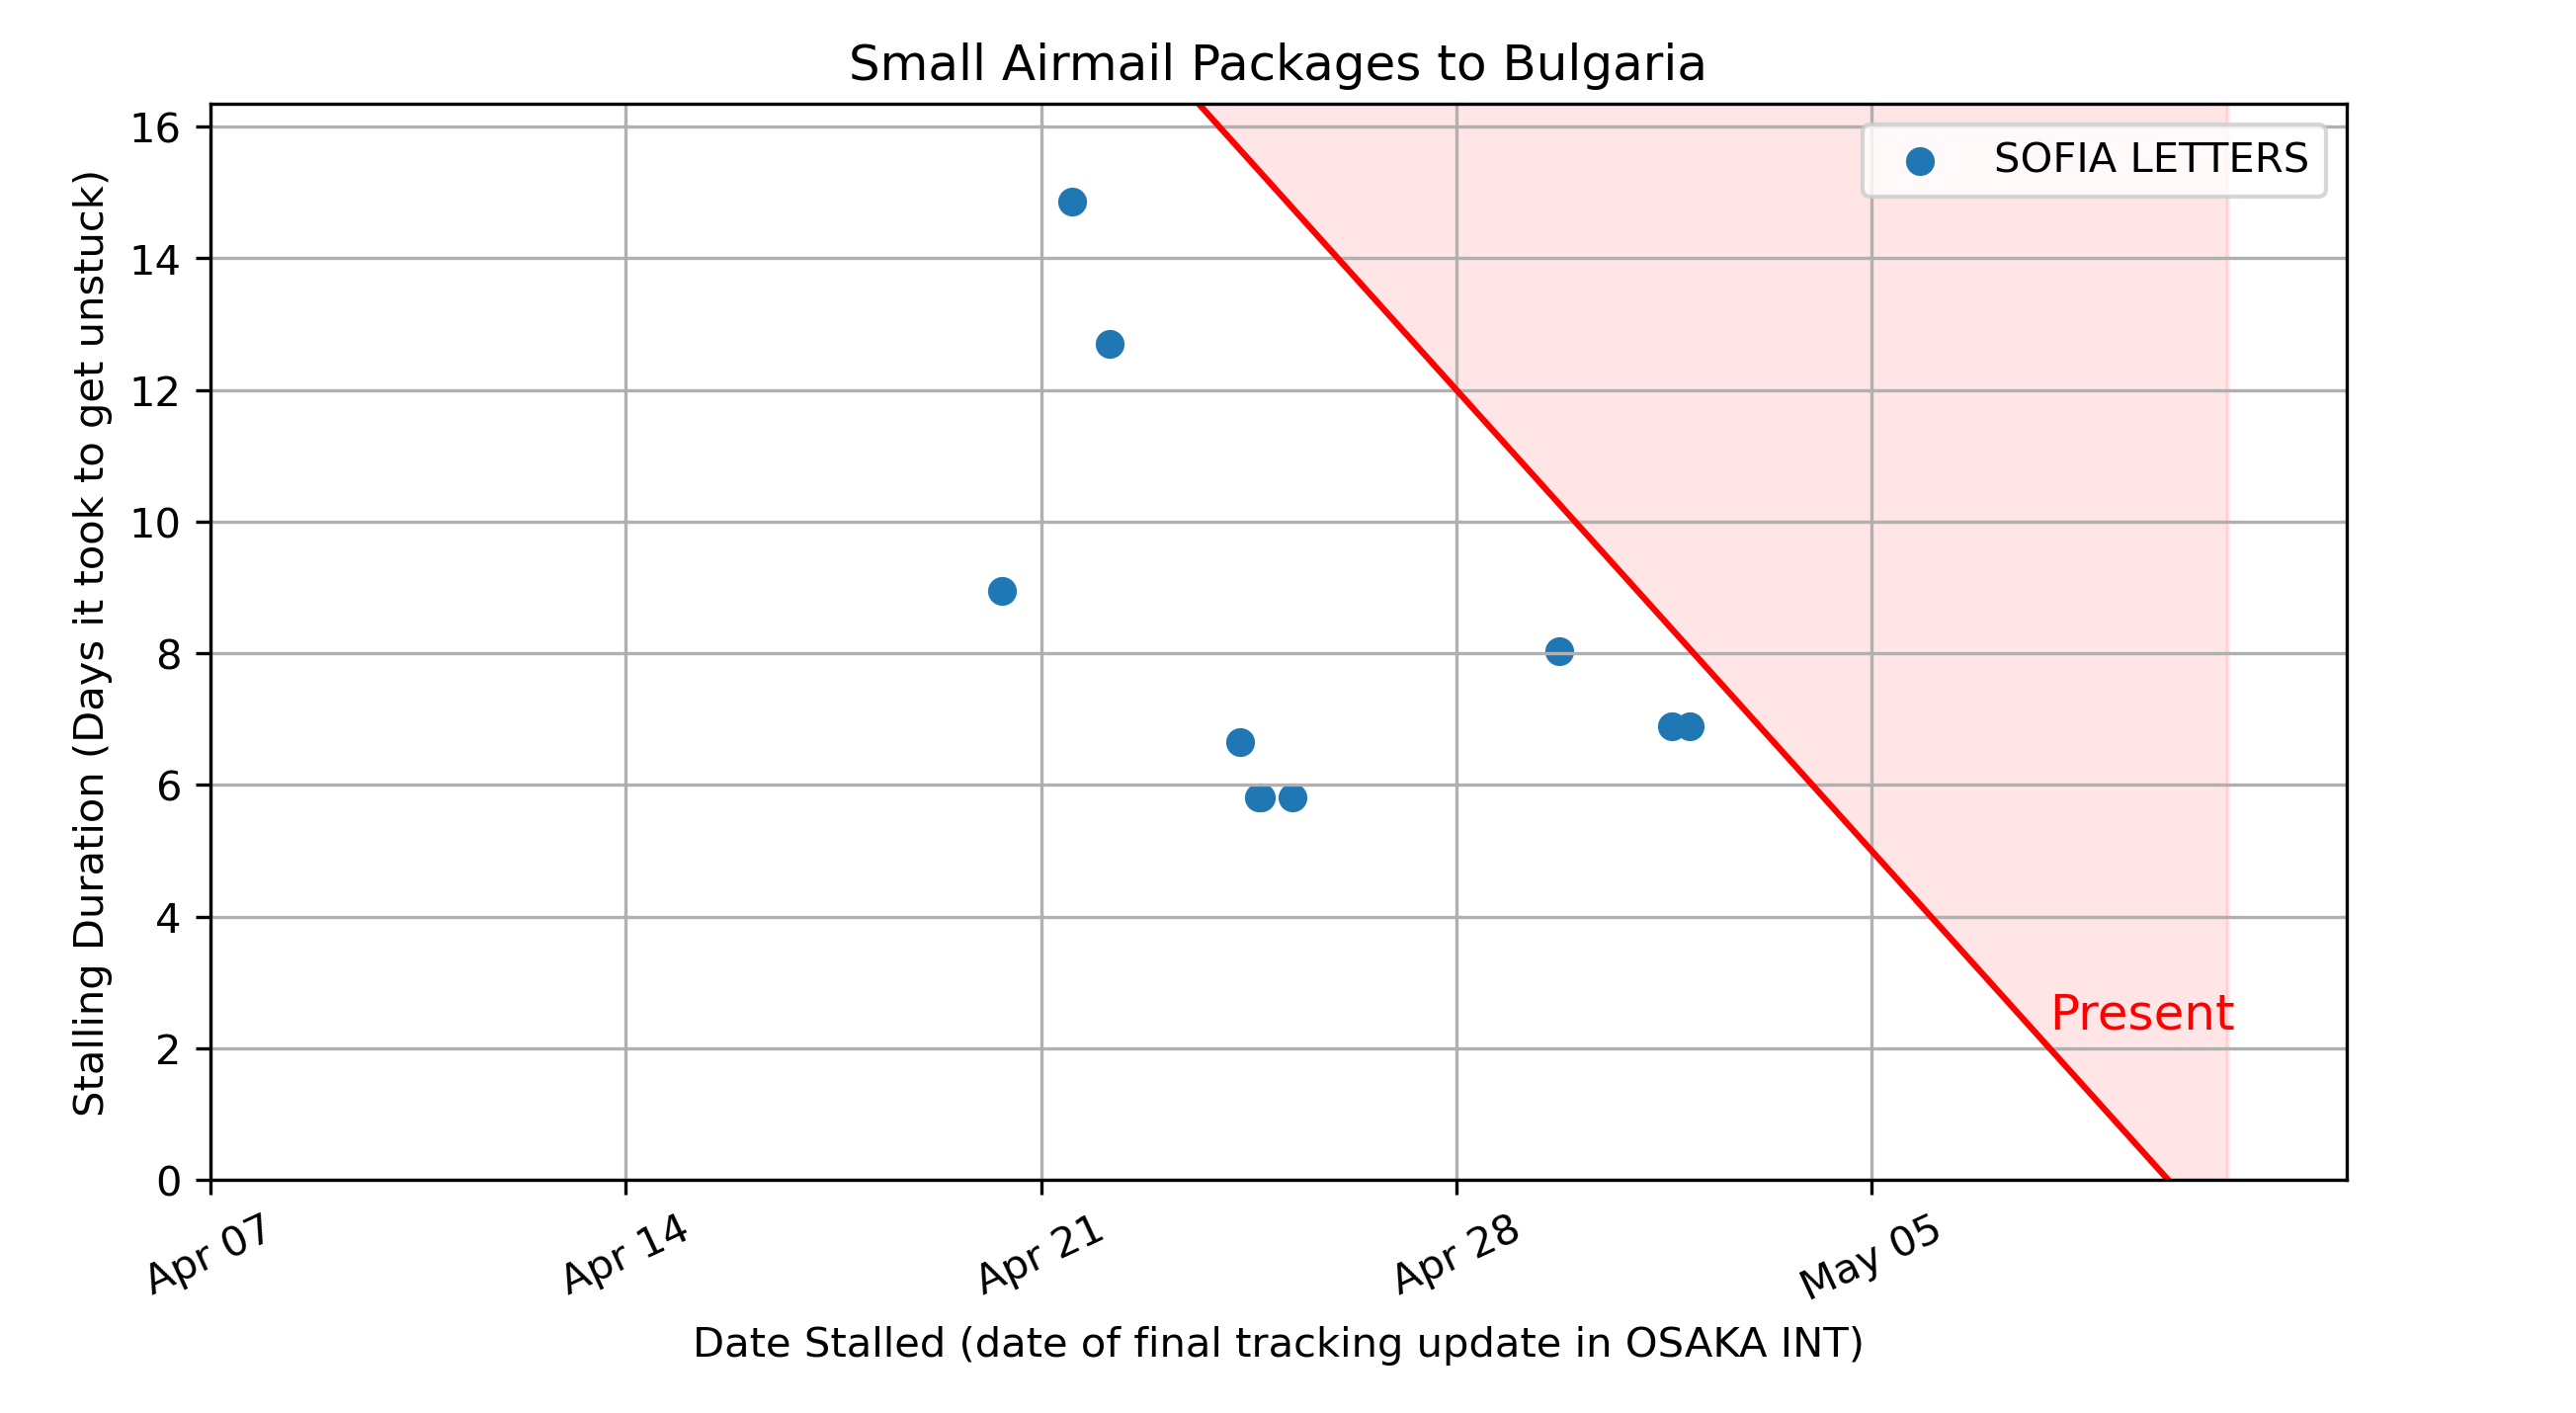 Small Airmail Packages to Bulgaria
SOFIA LETTERS
Stalling Duration (Days it took to get unstuck)
16
14
12
10
8
6
4
2
0
Present
Apr 07
Apr 14
Apr 21
Apr 28
May 05
Date Stalled (date of final tracking update in OSAKA INT)